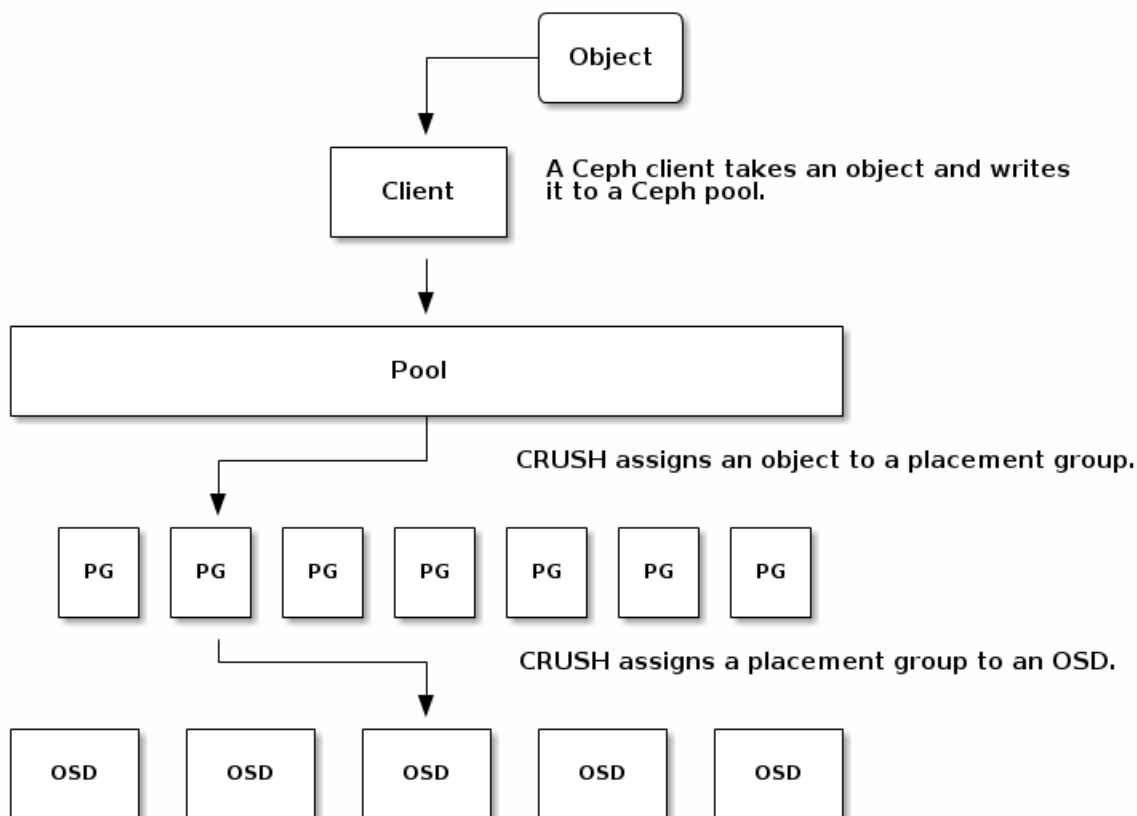 Object
Client
A Ceph client takes an object and writes
it to a Ceph pool.
Pool
CRUSH assigns an object to a placement group.
PG PG PG PG PG PG PG
CRUSH assigns a placement group to an OSD.
OSD OSD OSD OSD OSD